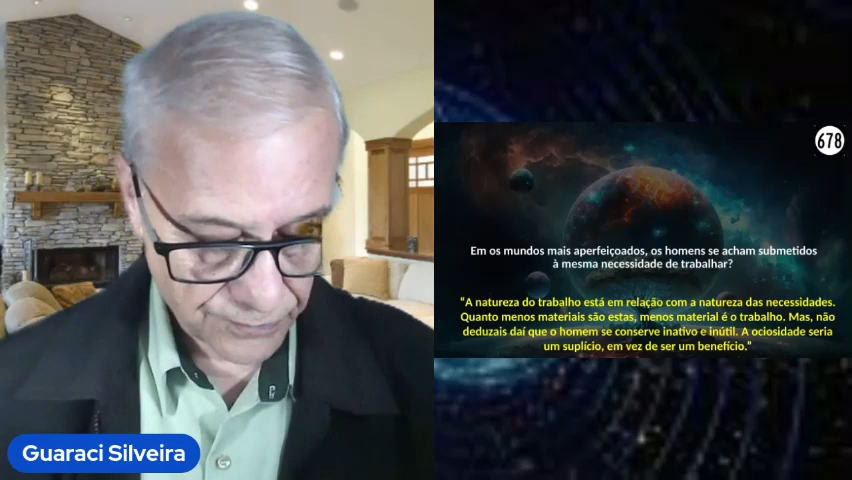 678
Em os mundos mais aperfeiçoados, os homens se acham submetidos
à mesma necessidade de trabalhar?
"A natureza do trabalho está em relação com a natureza das necessidades.
Quanto menos materiais são estas, menos material é o trabalho. Mas, não
deduzais daí que o homem se conserve inativo e inútil. A ociosidade seria
um suplício, em vez de ser um benefício."
Guaraci Silveira